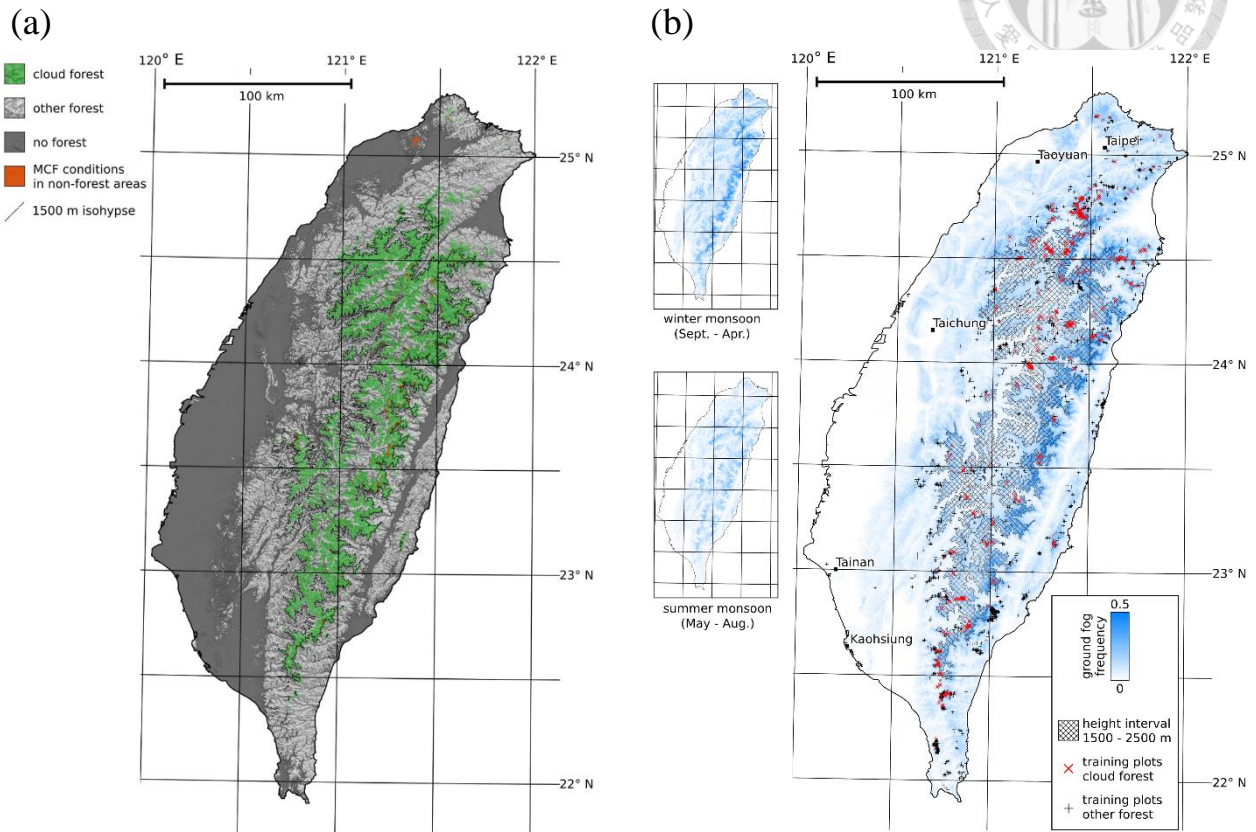 (a)
120° E
121° E
122° E
100 km
cloud forest
other forest
no forest
MCF conditions
in non-forest areas
1500 m isohypse
25° N
24° N
23° N
22° N
(b)
winter monsoon
(Sept. - Apr.)
summer monsoon
(May - Aug.)
120° E
121° E
122° E
100 km
Taipei
Taoyuan
25° N
Taichung
24° N
Tainan
23° N
Kaohsiung
22° N
ground fog
frequency
0.5
0
height interval
1500 - 2500 m
training plots
cloud forest
training plots
other forest